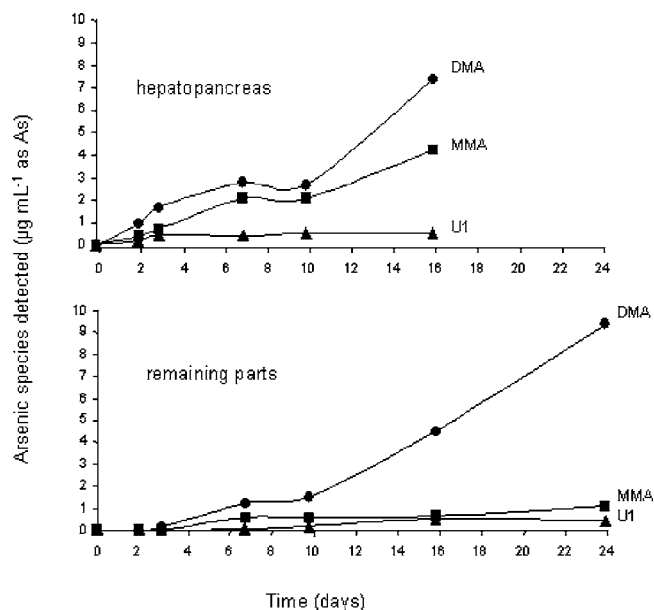 Arsenic species detected (µg mL⁻¹ as As)
10
9
8
7
6
5
4
3
2
1
0
hepatopancreas
DMA
MMA
U1
0 2 4 6 8 10 12 14 16 18 20 22 24
10
9
8
7
6
5
4
3
2
1
0
remaining parts
DMA
MMA
U1
0 2 4 6 8 10 12 14 16 18 20 22 24
Time (days)